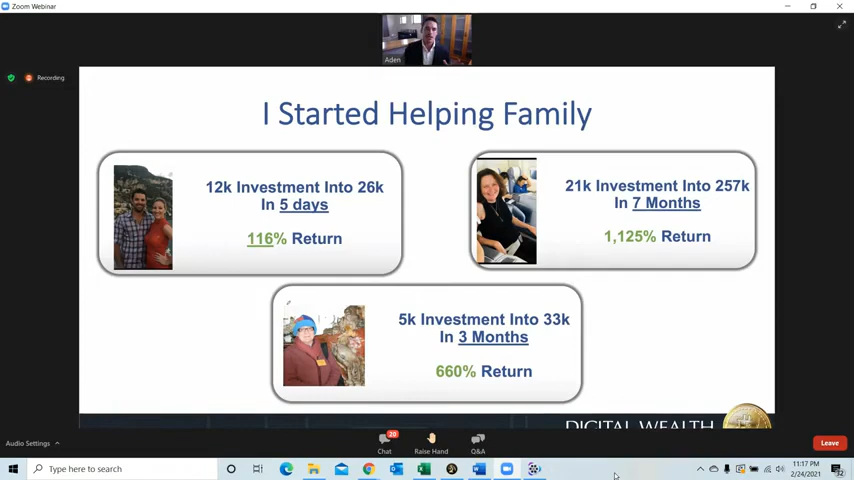 Zoom Webinar
Aden
Recording
I Started Helping Family
12k Investment Into 26k
In 5 days
116% Return
21k Investment Into 257k
In 7 Months
1,125% Return
5k Investment Into 33k
In 3 Months
660% Return
DIGITAL WEALTH
Audio Settings
20
Chat
Raise Hand
Q&A
Leave
Type here to search
11:17 PM
2/24/2021